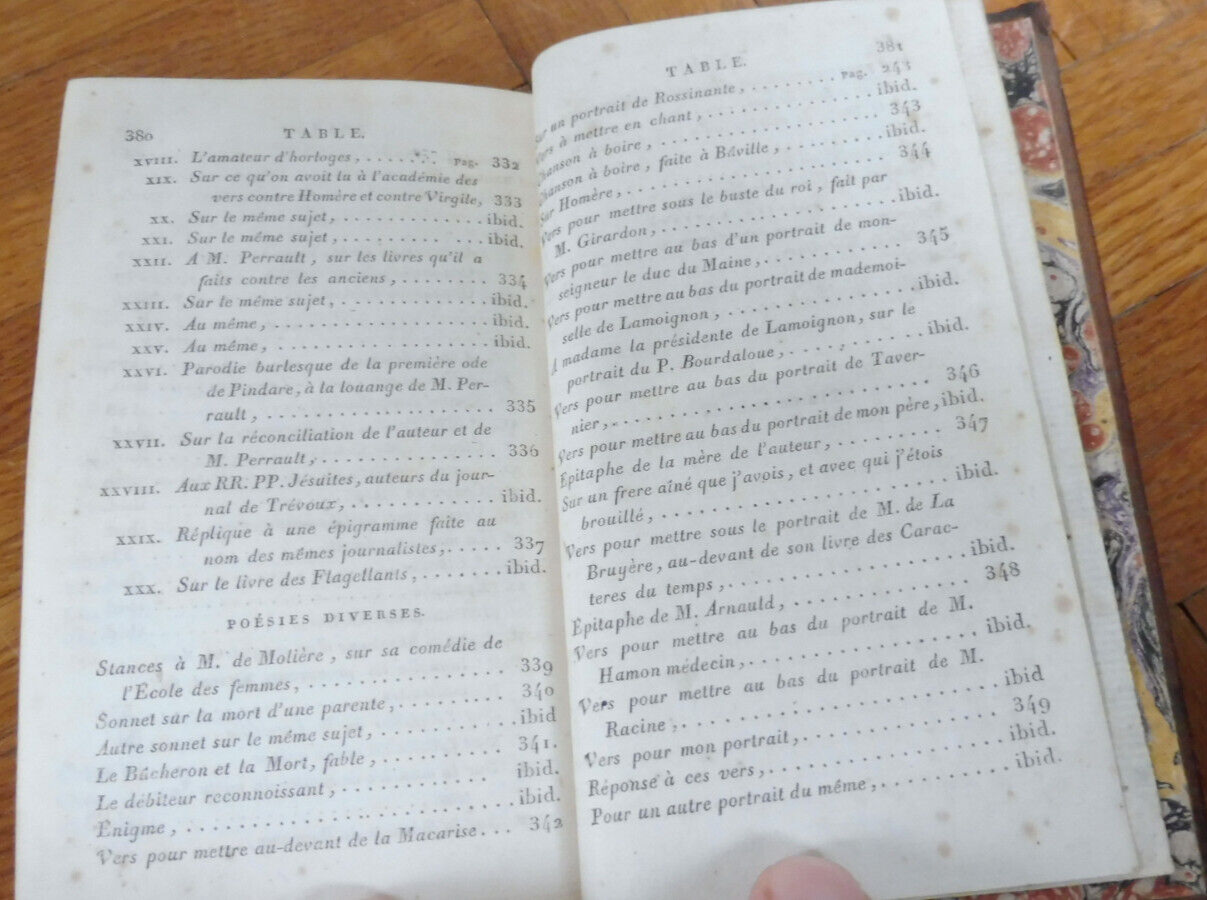 380
TABLE.
XVIII. L'amateur d'horloges, ........ Pag. 332
XIX. Sur ce qu'on avoit lu à l'académie des
vers contre Homère et contre Virgile, 333
XX. Sur le même sujet, ............... ibid.
XXI. Sur le même sujet, ............... ibid.
XXII. A M. Perrault, sur les livres qu'il a
faits contre les anciens, ........ 334
XXIII. Sur le même sujet, ............... ibid.
XXIV. Au même, ...................... ibid.
XXV. Au même, ...................... ibid.
XXVI. Parodie burlesque de la première ode
de Pindare, à la louange de M. Per-
rault, ...................... 335
XXVII. Sur la réconciliation de l'auteur et de
M. Perrault, ................. 336
XXVIII. Aux RR. PP. Jésuites, auteurs du jour-
nal de Trévoux, .............. ibid.
XXIX. Réplique à une épigramme faite au
nom des mêmes journalistes, ..... 337
XXX. Sur le livre des Flagellants, ....... ibid.
POÉSIES DIVERSES.
Stances à M. de Molière, sur sa comédie de
l'École des femmes, ............... 339
Sonnet sur la mort d'une parente, ........ 340
Autre sonnet sur le même sujet, .......... ibid
Le Bûcheron et la Mort, fable, .......... 341.
Le débiteur reconnoissant, ............ ibid.
Énigme, .......................... ibid.
Vers pour mettre au-devant de la Macarise... 342
TABLE.
381
un portrait de Rossinante, ........ Pag. 243
Vers à mettre en chant, ............... ibid.
Chanson à boire, ................... 343
Chanson à boire, faite à Bâville, ........ ibid.
Sur Homère, ...................... 344
Vers pour mettre sous le buste du roi, fait par
M. Girardon, ................... ibid.
Vers pour mettre au bas d'un portrait de mon-
seigneur le duc du Maine, ............ 345
Vers pour mettre au bas du portrait de mademoi-
selle de Lamoignon, ............... ibid.
A madame la présidente de Lamoignon, sur le
portrait du P. Bourdaloue, ............ ibid.
Vers pour mettre au bas du portrait de Taver-
nier, .......................... 346
Vers pour mettre au bas du portrait de mon père, ibid.
Épitaphe de la mère de l'auteur, ......... 347
Sur un frere aîné que j'avois, et avec qui j'étois
brouillé, ...................... ibid.
Vers pour mettre sous le portrait de M. de La
Bruyère, au-devant de son livre des Carac-
teres du temps, ................. ibid.
Épitaphe de M. Arnauld, ............. 348
Vers pour mettre au bas du portrait de M.
Hamon médecin, ................ ibid.
Vers pour mettre au bas du portrait de M.
Racine, ........................ ibid
Vers pour mon portrait, ............. 349
Réponse à ces vers, ................ ibid.
Pour un autre portrait du même, ........ ibid.